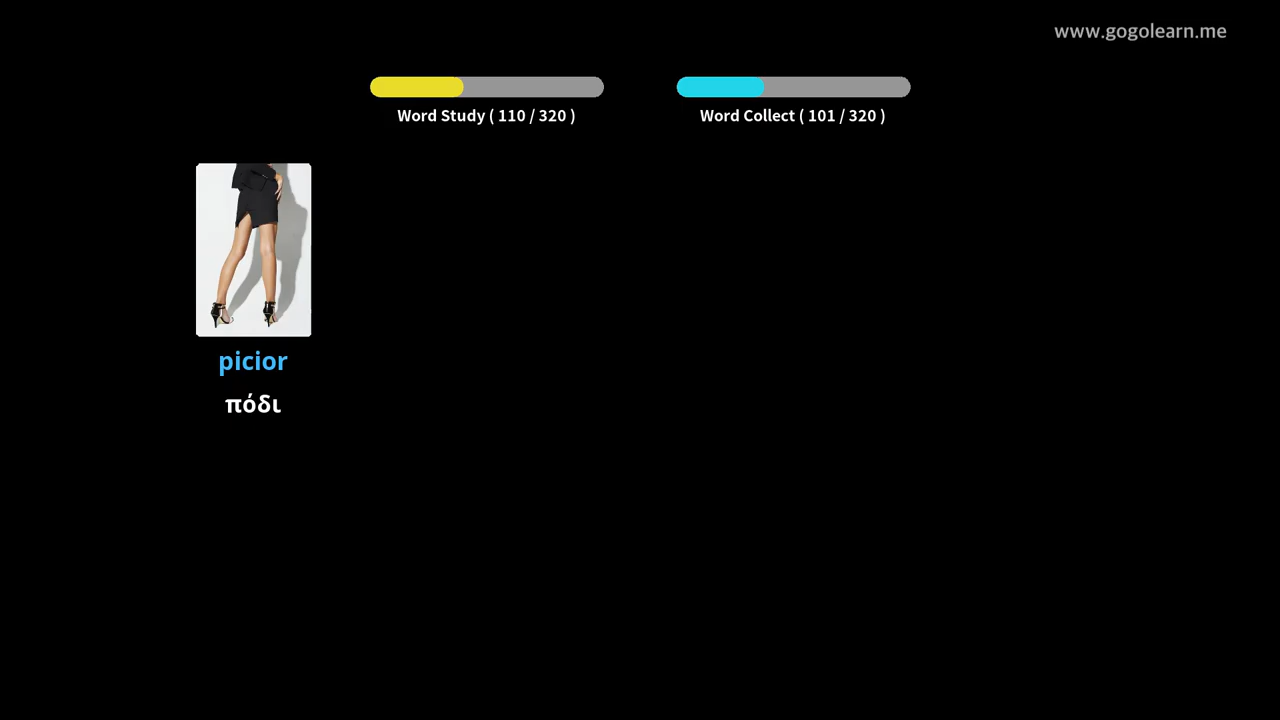 www.gogolearn.me
Word Study ( 110 / 320 )
Word Collect ( 101 / 320 )
picior
πόδι